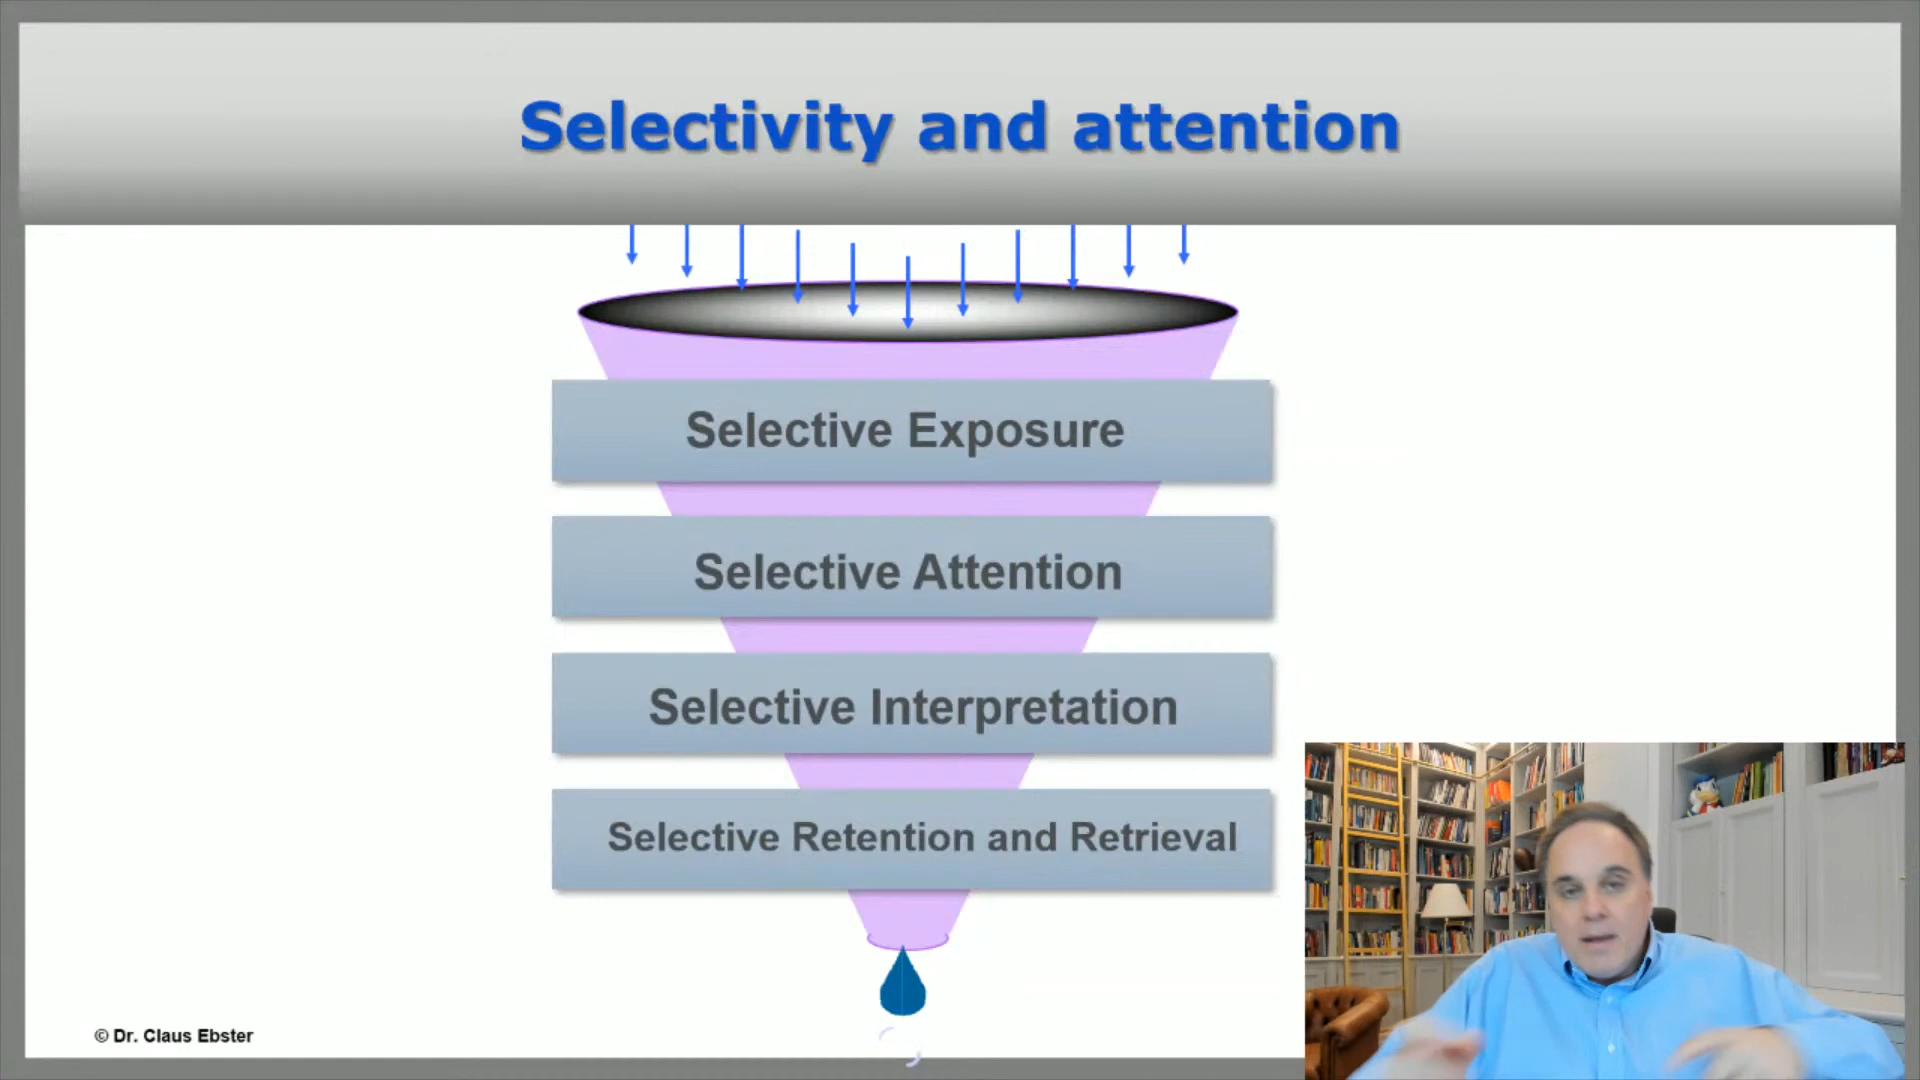 Selectivity and attention
Selective Exposure
Selective Attention
Selective Interpretation
Selective Retention and Retrieval
© Dr. Claus Ebster